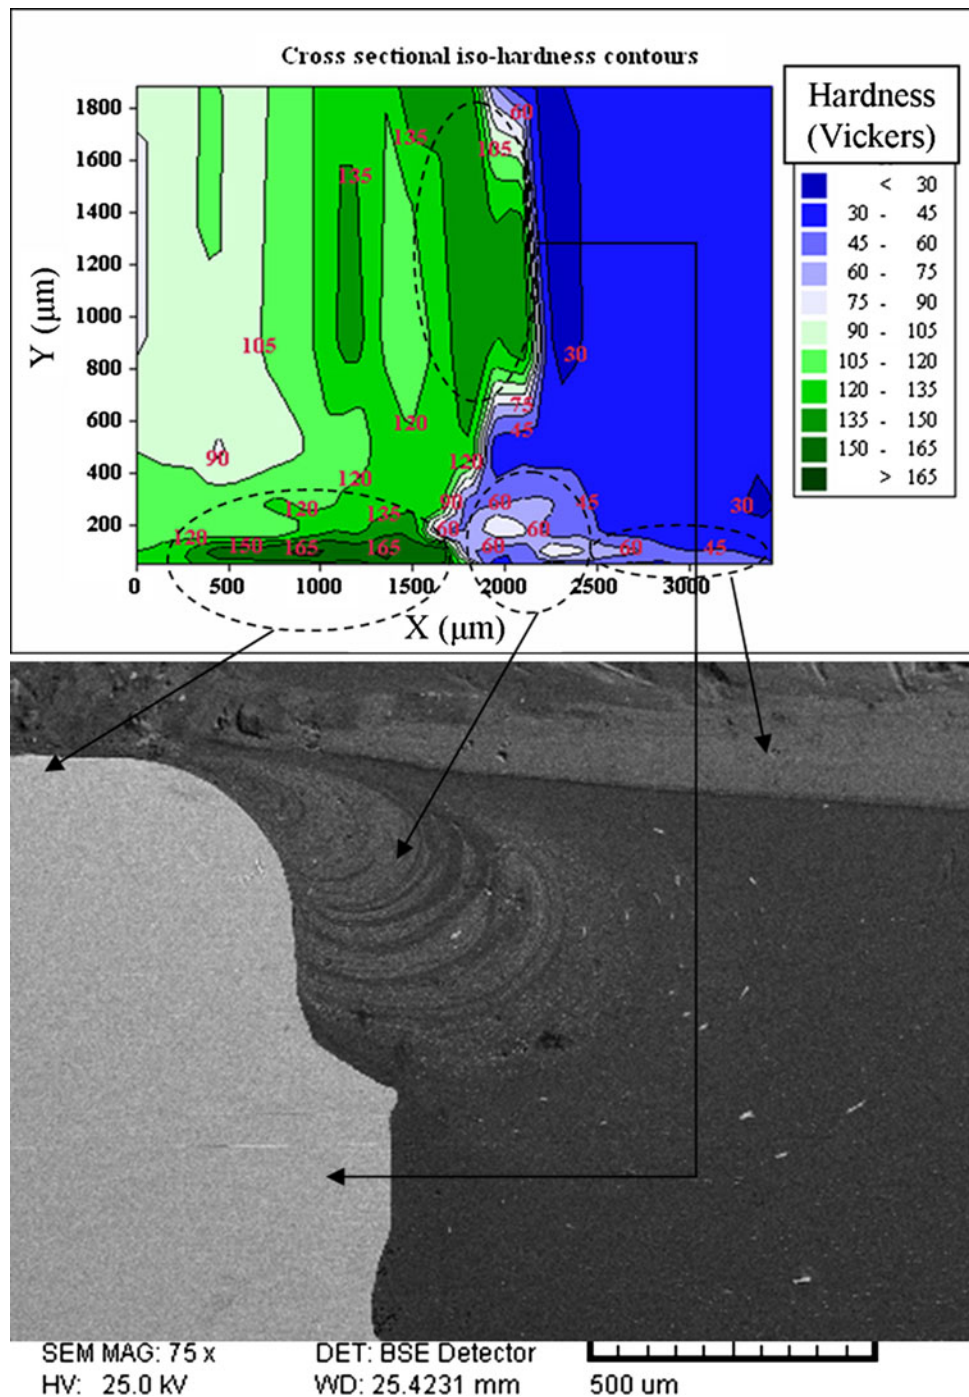 Cross sectional iso-hardness contours
Hardness
(Vickers)
< 30
30 - 45
45 - 60
60 - 75
75 - 90
90 - 105
105 - 120
120 - 135
135 - 150
150 - 165
> 165
Y (µm)
1800
1600
1400
1200
1000
800
600
400
200
60
135
105
135
105
30
75
120
45
90
120
120
120
90
60
45
30
135
60
60
120
150
165
165
60
60
45
0
500
1000
1500
2000
2500
3000
X (µm)
SEM MAG: 75 x
DET: BSE Detector
HV: 25.0 kV
WD: 25.4231 mm
500 um